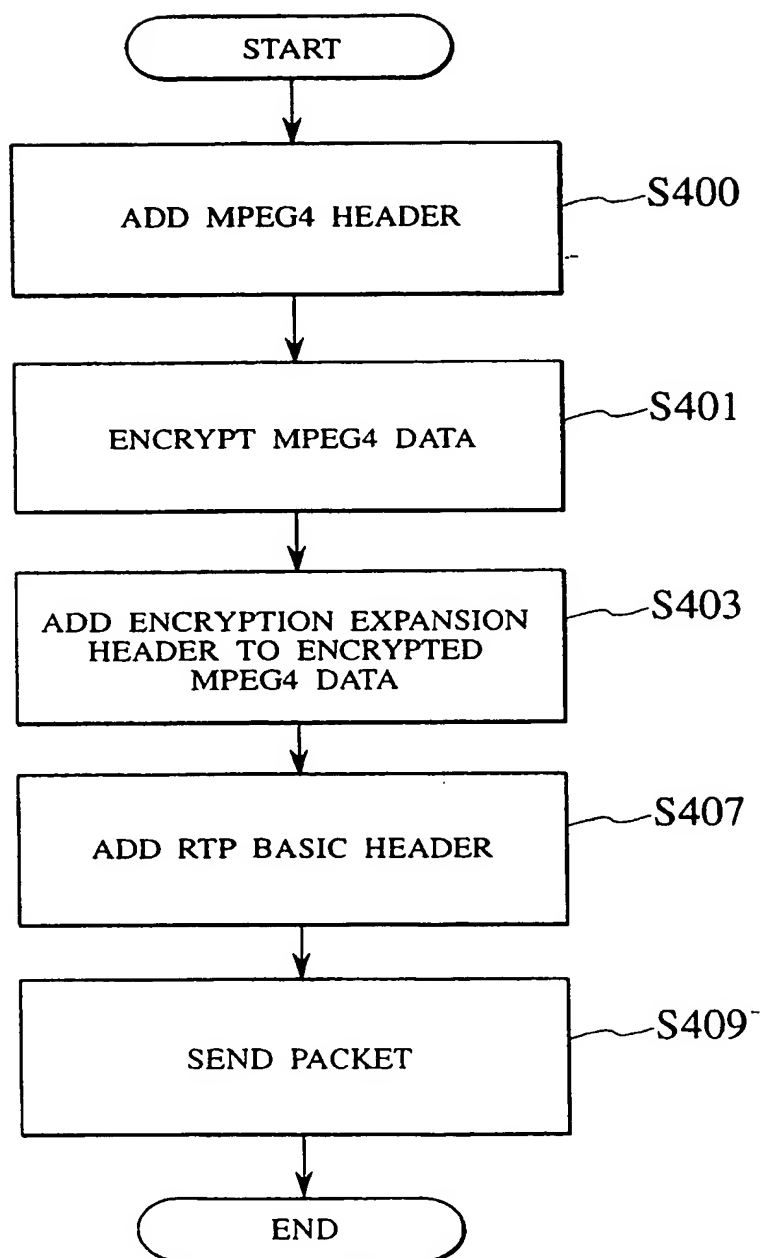 START
ADD MPEG4 HEADER
S400
ENCRYPT MPEG4 DATA
S401
ADD ENCRYPTION EXPANSION
HEADER TO ENCRYPTED
MPEG4 DATA
S403
ADD RTP BASIC HEADER
S407
SEND PACKET
S409
END